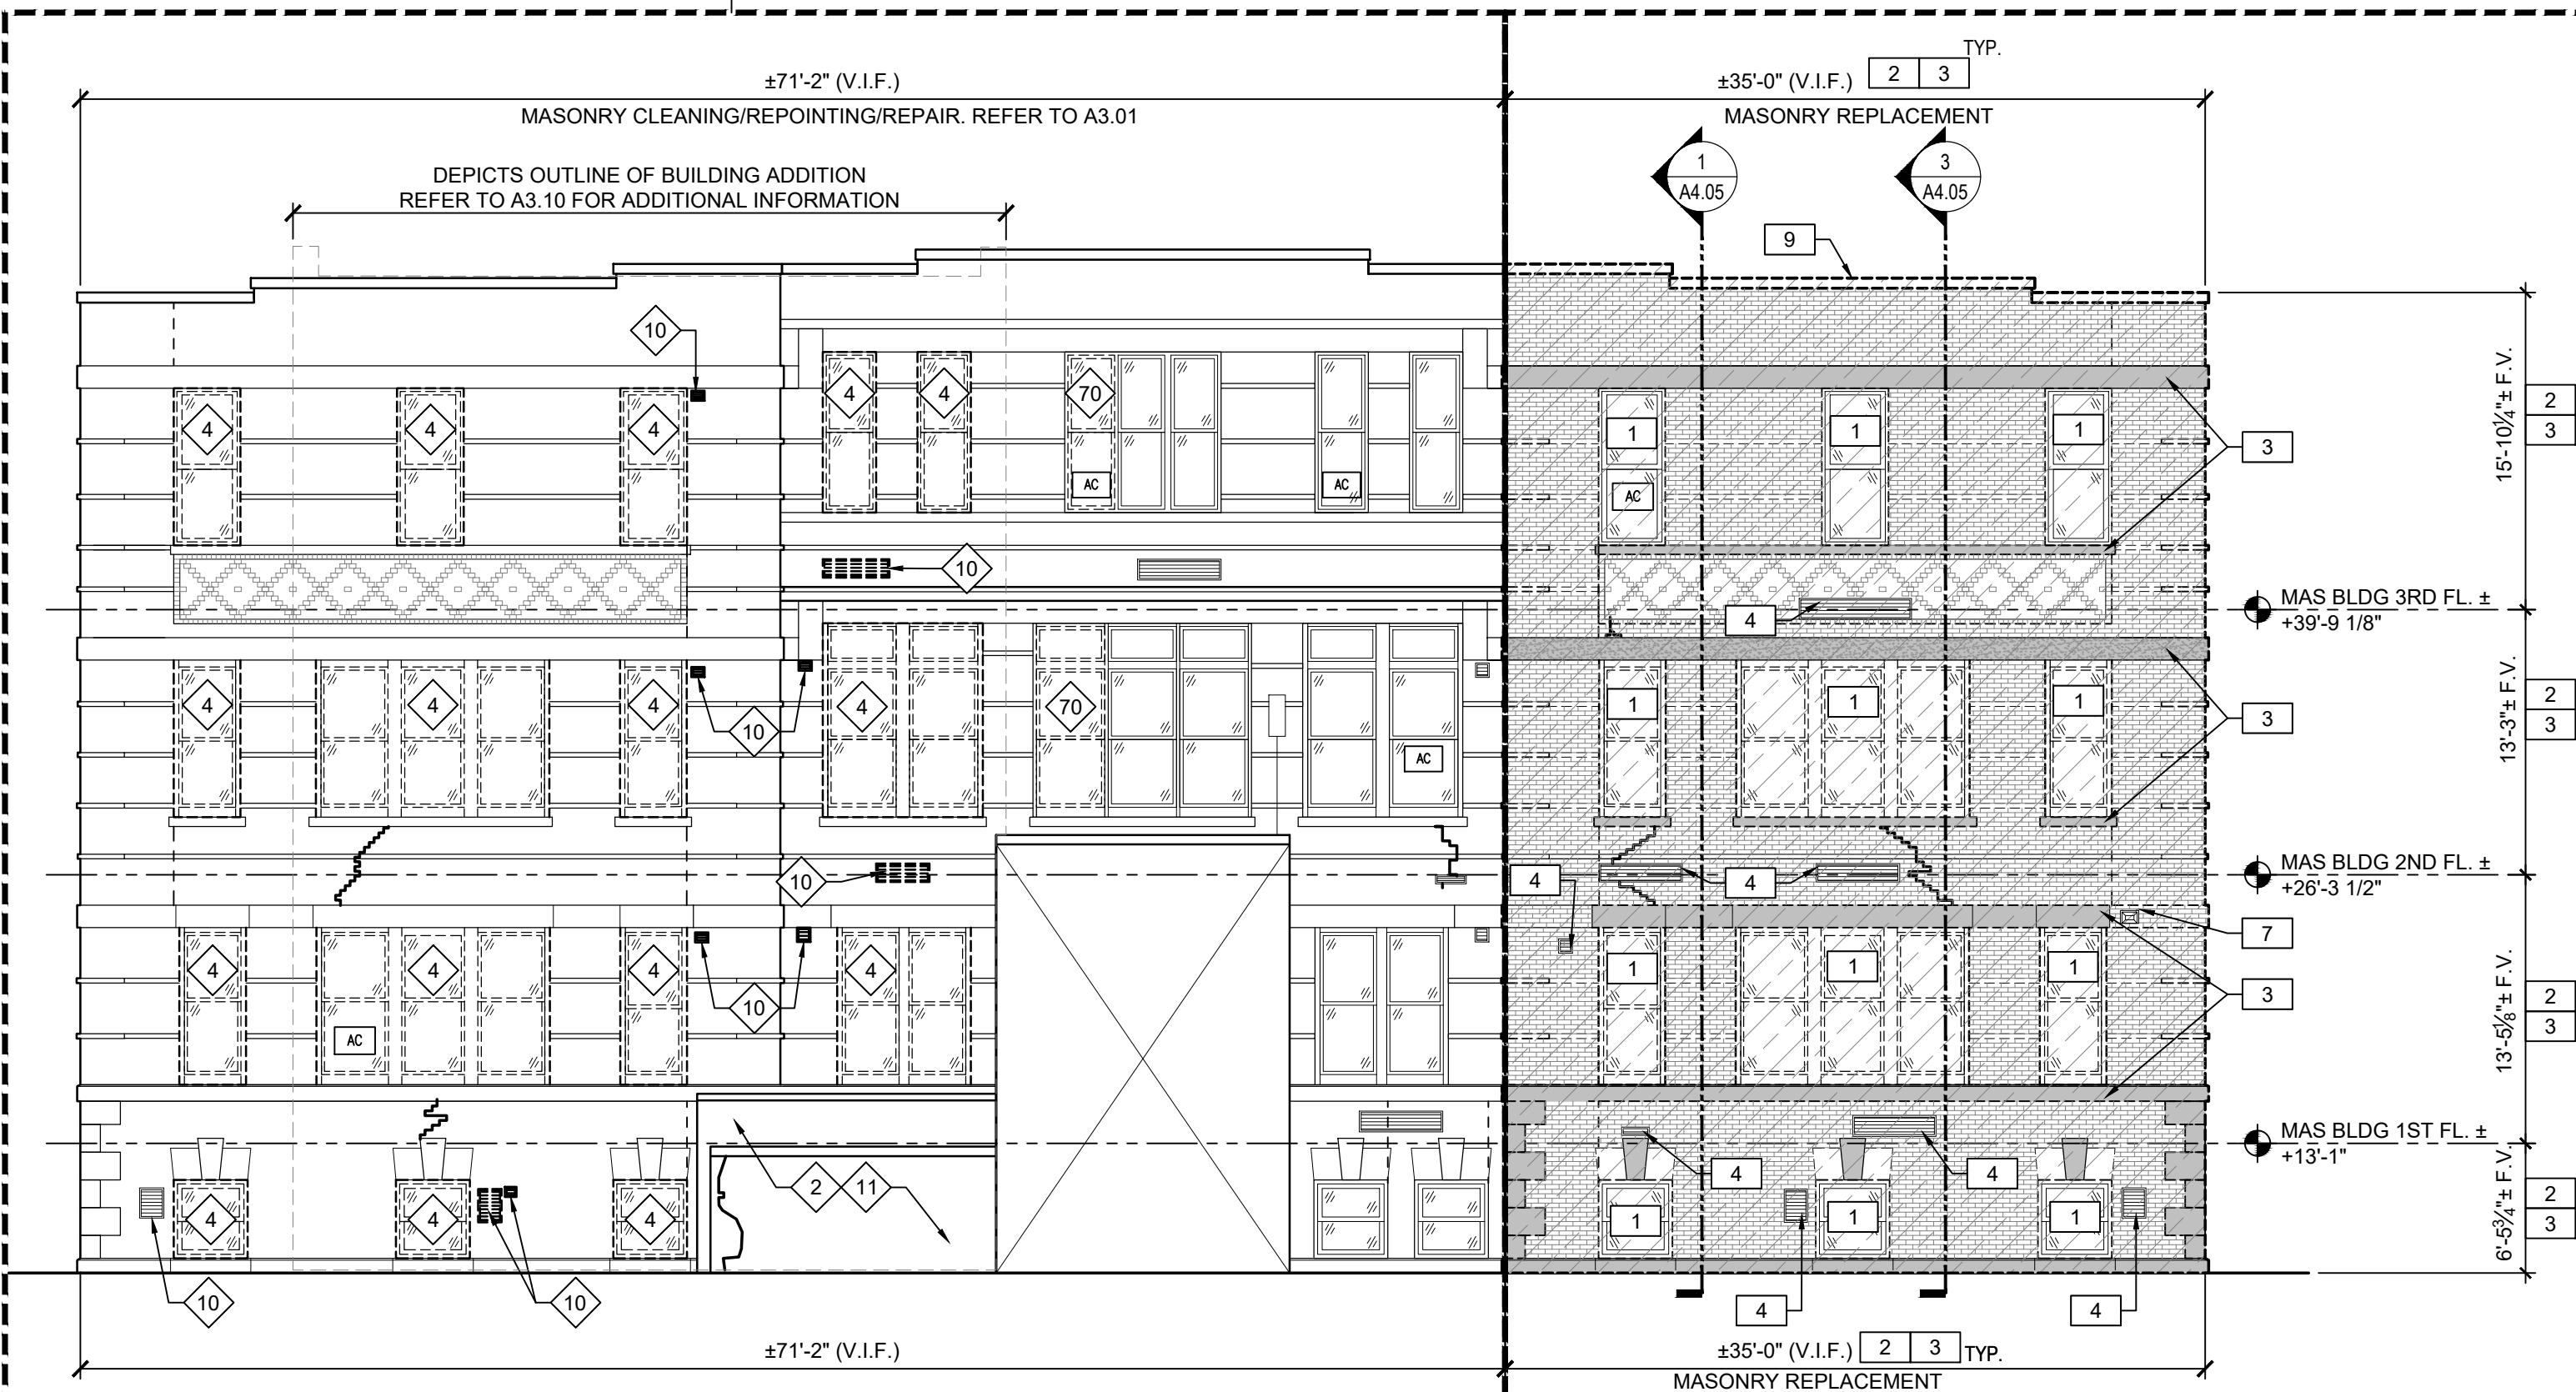 TYP.
±71'-2" (V.I.F.)
±35'-0" (V.I.F.)
2 3
MASONRY CLEANING/REPOINTING/REPAIR. REFER TO A3.01
MASONRY REPLACEMENT
DEPICTS OUTLINE OF BUILDING ADDITION
REFER TO A3.10 FOR ADDITIONAL INFORMATION
1
A4.05
3
A4.05
9
10
4
4
4
4
4
70
AC
AC
1
1
1
AC
3
15'-10¼"± F.V.
2
3
10
4
MAS BLDG 3RD FL. ±
+39'-9 1/8"
4
4
4
10
4
70
AC
1
1
1
3
13'-3"± F.V.
2
3
10
4
4
MAS BLDG 2ND FL. ±
+26'-3 1/2"
7
4
4
4
AC
10
4
1
1
1
3
13'-5⅛"± F.V.
2
3
MAS BLDG 1ST FL. ±
+13'-1"
4
4
2 11
4
4
4
1
1
1
6'-5¾"± F.V.
2
3
10
10
4
4
±71'-2" (V.I.F.)
±35'-0" (V.I.F.)
2 3
TYP.
MASONRY REPLACEMENT